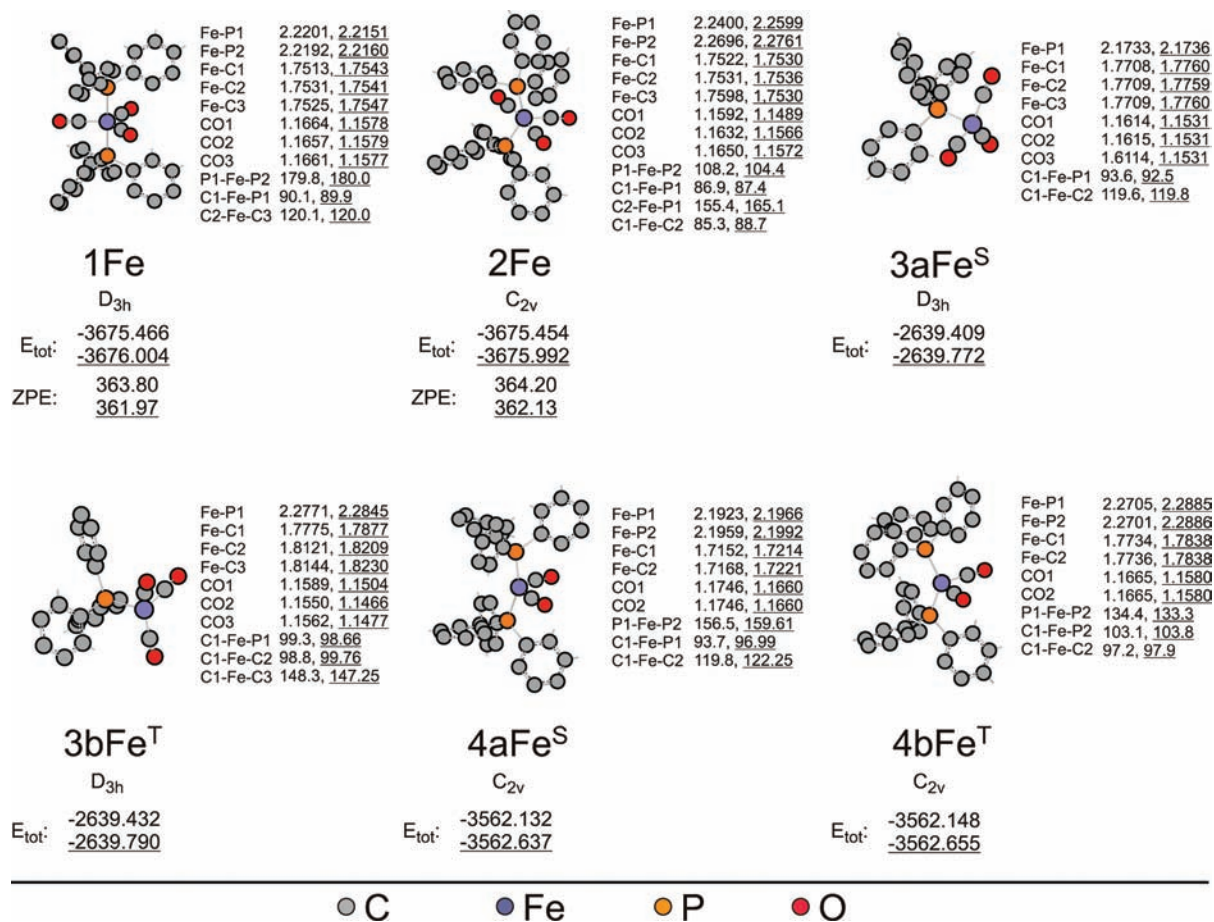 Fe-P1 2.2201, 2.2151
Fe-P2 2.2192, 2.2160
Fe-C1 1.7513, 1.7543
Fe-C2 1.7531, 1.7541
Fe-C3 1.7525, 1.7547
CO1 1.1664, 1.1578
CO2 1.1657, 1.1579
CO3 1.1661, 1.1577
P1-Fe-P2 179.8, 180.0
C1-Fe-P1 90.1, 89.9
C2-Fe-C3 120.1, 120.0
1Fe
D3h
Etot: -3675.466
-3676.004
ZPE: 363.80
361.97
Fe-P1 2.2400, 2.2599
Fe-P2 2.2696, 2.2761
Fe-C1 1.7522, 1.7530
Fe-C2 1.7531, 1.7536
Fe-C3 1.7598, 1.7530
CO1 1.1592, 1.1489
CO2 1.1632, 1.1566
CO3 1.1650, 1.1572
P1-Fe-P2 108.2, 104.4
C1-Fe-P1 86.9, 87.4
C2-Fe-P1 155.4, 165.1
C1-Fe-C2 85.3, 88.7
2Fe
C2v
Etot: -3675.454
-3675.992
ZPE: 364.20
362.13
Fe-P1 2.1733, 2.1736
Fe-C1 1.7708, 1.7760
Fe-C2 1.7709, 1.7759
Fe-C3 1.7709, 1.7760
CO1 1.1614, 1.1531
CO2 1.1615, 1.1531
CO3 1.6114, 1.1531
C1-Fe-P1 93.6, 92.5
C1-Fe-C2 119.6, 119.8
3aFeS
D3h
Etot: -2639.409
-2639.772
Fe-P1 2.2771, 2.2845
Fe-C1 1.7775, 1.7877
Fe-C2 1.8121, 1.8209
Fe-C3 1.8144, 1.8230
CO1 1.1589, 1.1504
CO2 1.1550, 1.1466
CO3 1.1562, 1.1477
C1-Fe-P1 99.3, 98.66
C1-Fe-C2 98.8, 99.76
C1-Fe-C3 148.3, 147.25
3bFeT
D3h
Etot: -2639.432
-2639.790
Fe-P1 2.1923, 2.1966
Fe-P2 2.1959, 2.1992
Fe-C1 1.7152, 1.7214
Fe-C2 1.7168, 1.7221
CO1 1.1746, 1.1660
CO2 1.1746, 1.1660
P1-Fe-P2 156.5, 159.61
C1-Fe-P1 93.7, 96.99
C1-Fe-C2 119.8, 122.25
4aFeS
C2v
Etot: -3562.132
-3562.637
Fe-P1 2.2705, 2.2885
Fe-P2 2.2701, 2.2886
Fe-C1 1.7734, 1.7838
Fe-C2 1.7736, 1.7838
CO1 1.1665, 1.1580
CO2 1.1665, 1.1580
P1-Fe-P2 134.4, 133.3
C1-Fe-P2 103.1, 103.8
C1-Fe-C2 97.2, 97.9
4bFeT
C2v
Etot: -3562.148
-3562.655
C Fe P O